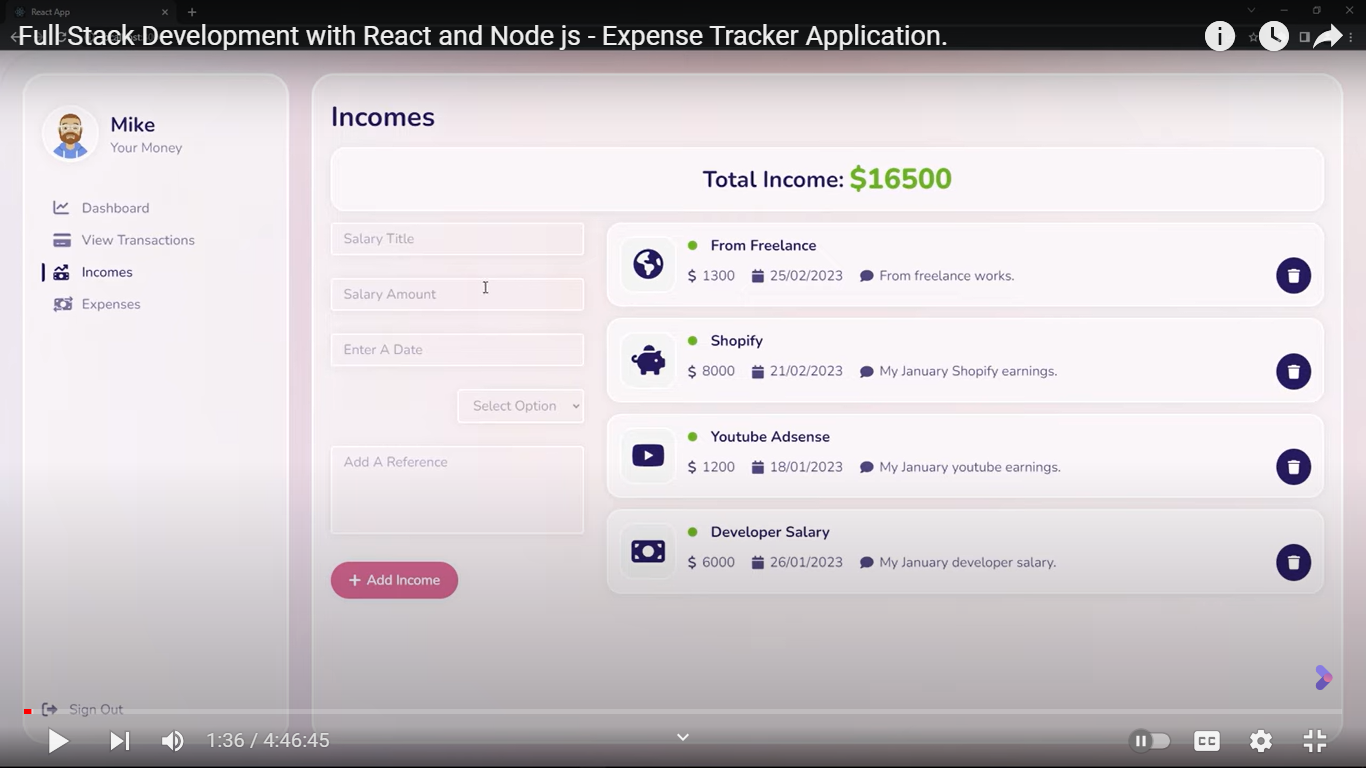 React App
Full Stack Development with React and Node js - Expense Tracker Application.
Mike
Your Money
Dashboard
View Transactions
Incomes
Expenses
Sign Out
Incomes
Total Income: $16500
Salary Title
Salary Amount
Enter A Date
Select Option
Add A Reference
+ Add Income
From Freelance
$ 1300 25/02/2023 From freelance works.
Shopify
$ 8000 21/02/2023 My January Shopify earnings.
Youtube Adsense
$ 1200 18/01/2023 My January youtube earnings.
Developer Salary
$ 6000 26/01/2023 My January developer salary.
1:36 / 4:46:45
CC